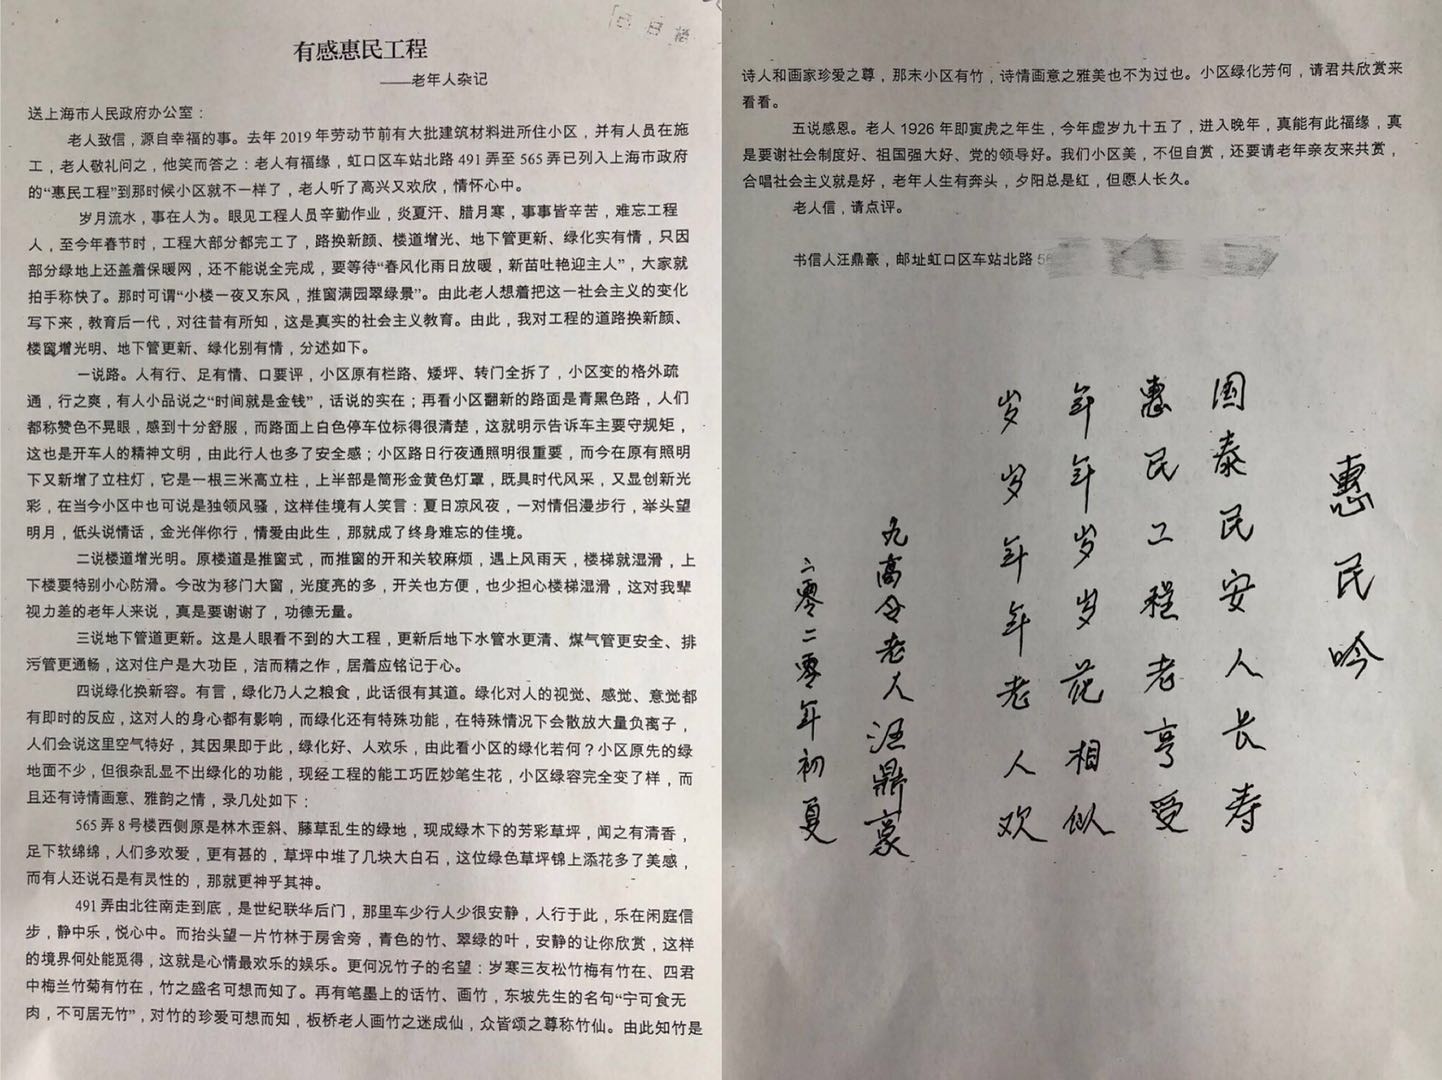 有感惠民工程
——老年人杂记
送上海市人民政府办公室：
老人致信，源自幸福的事。去年2019年劳动节前有大批建筑材料进所住小区，并有人员在施
工，老人敬礼问之，他笑而答之：老人有福缘，虹口区车站北路491弄至565弄已列入上海市政府
的“惠民工程”到那时候小区就不一样了，老人听了高兴又欢欣，情怀心中。
岁月流水，事在人为。眼见工程人员辛勤作业，炎夏汗、腊月寒，事事皆辛苦，难忘工程
人，至今年春节时，工程大部分都完工了，路换新颜、楼道增光、地下管更新、绿化实有情，只因
部分绿地上还盖着保暖网，还不能说全完成，要等待“春风化雨日放暖，新苗吐艳迎主人”，大家就
拍手称快了。那时可谓“小楼一夜又东风，推窗满园翠绿景”。由此老人想着把这一社会主义的变化
写下来，教育后一代，对往昔有所知，这是真实的社会主义教育。由此，我对工程的道路换新颜、
楼窗增光明、地下管更新、绿化别有情，分述如下。
一说路。人有行、足有情、口要评，小区原有栏路、矮坪、转门全拆了，小区变的格外疏
通，行之爽，有人小品说之“时间就是金钱”，话说的实在；再看小区翻新的路面是青黑色路，人们
都称赞色不晃眼，感到十分舒服，而路面上白色停车位标得很清楚，这就明示告诉车主要守规矩，
这也是开车人的精神文明，由此行人也多了安全感；小区路日行夜通照明很重要，而今在原有照明
下又新增了立柱灯，它是一根三米高立柱，上半部是筒形金黄色灯罩，既具时代风采，又显创新光
彩，在当今小区中也可说是独领风骚，这样佳境有人笑言：夏日凉风夜，一对情侣漫步行，举头望
明月，低头说情话，金光伴你行，情爱由此生，那就成了终身难忘的佳境。
二说楼道增光明。原楼道是推窗式，而推窗的开和关较麻烦，遇上风雨天，楼梯就湿滑，上
下楼要特别小心防滑。今改为移门大窗，光度亮的多，开关也方便，也少担心楼梯湿滑，这对我辈
视力差的老年人来说，真是要谢谢了，功德无量。
三说地下管道更新。这是人眼看不到的大工程，更新后地下水管水更清、煤气管更安全、排
污管更通畅，这对住户是大功臣，洁而精之作，居着应铭记于心。
四说绿化换新容。有言，绿化乃人之粮食，此话很有其道。绿化对人的视觉、感觉、意觉都
有即时的反应，这对人的身心都有影响，而绿化还有特殊功能，在特殊情况下会散放大量负离子，
人们会说这里空气特好，其因果即于此，绿化好、人欢乐，由此看小区的绿化若何？小区原先的绿
地面不少，但很杂乱显不出绿化的功能，现经工程的能工巧匠妙笔生花，小区绿容完全变了样，而
且还有诗情画意、雅韵之情，录几处如下：
565弄8号楼西侧原是林木歪斜、藤草乱生的绿地，现成绿木下的芳彩草坪，闻之有清香，
足下软绵绵，人们多欢爱，更有甚的，草坪中堆了几块大白石，这位绿色草坪锦上添花多了美感，
而有人还说石是有灵性的，那就更神乎其神。
491弄由北往南走到底，是世纪联华后门，那里车少行人少很安静，人行于此，乐在闲庭信
步，静中乐，悦心中。而抬头望一片竹林于房舍旁，青色的竹、翠绿的叶，安静的让你欣赏，这样
的境界何处能觅得，这就是心情最欢乐的娱乐。更何况竹子的名望：岁寒三友松竹梅有竹在、四君
中梅兰竹菊有竹在，竹之盛名可想而知了。再有笔墨上的话竹、画竹，东坡先生的名句“宁可食无
肉，不可居无竹”，对竹的珍爱可想而知，板桥老人画竹之迷成仙，众皆颂之尊称竹仙。由此知竹是
诗人和画家珍爱之尊，那末小区有竹，诗情画意之雅美也不为过也。小区绿化芳何，请君共欣赏来
看看。
五说感恩。老人1926年即寅虎之年生，今年虚岁九十五了，进入晚年，真能有此福缘，真
是要谢社会制度好、祖国强大好、党的领导好。我们小区美，不但自赏，还要请老年亲友来共赏，
合唱社会主义就是好，老年人生有奔头，夕阳总是红，但愿人长久。
老人信，请点评。
书信人汪鼎豪，邮址虹口区车站北路56
惠民吟
国泰民安人长寿
惠民工程老亨受
年年岁岁花相似
岁岁年年老人欢
九高令老人汪鼎豪
二零二零年初夏